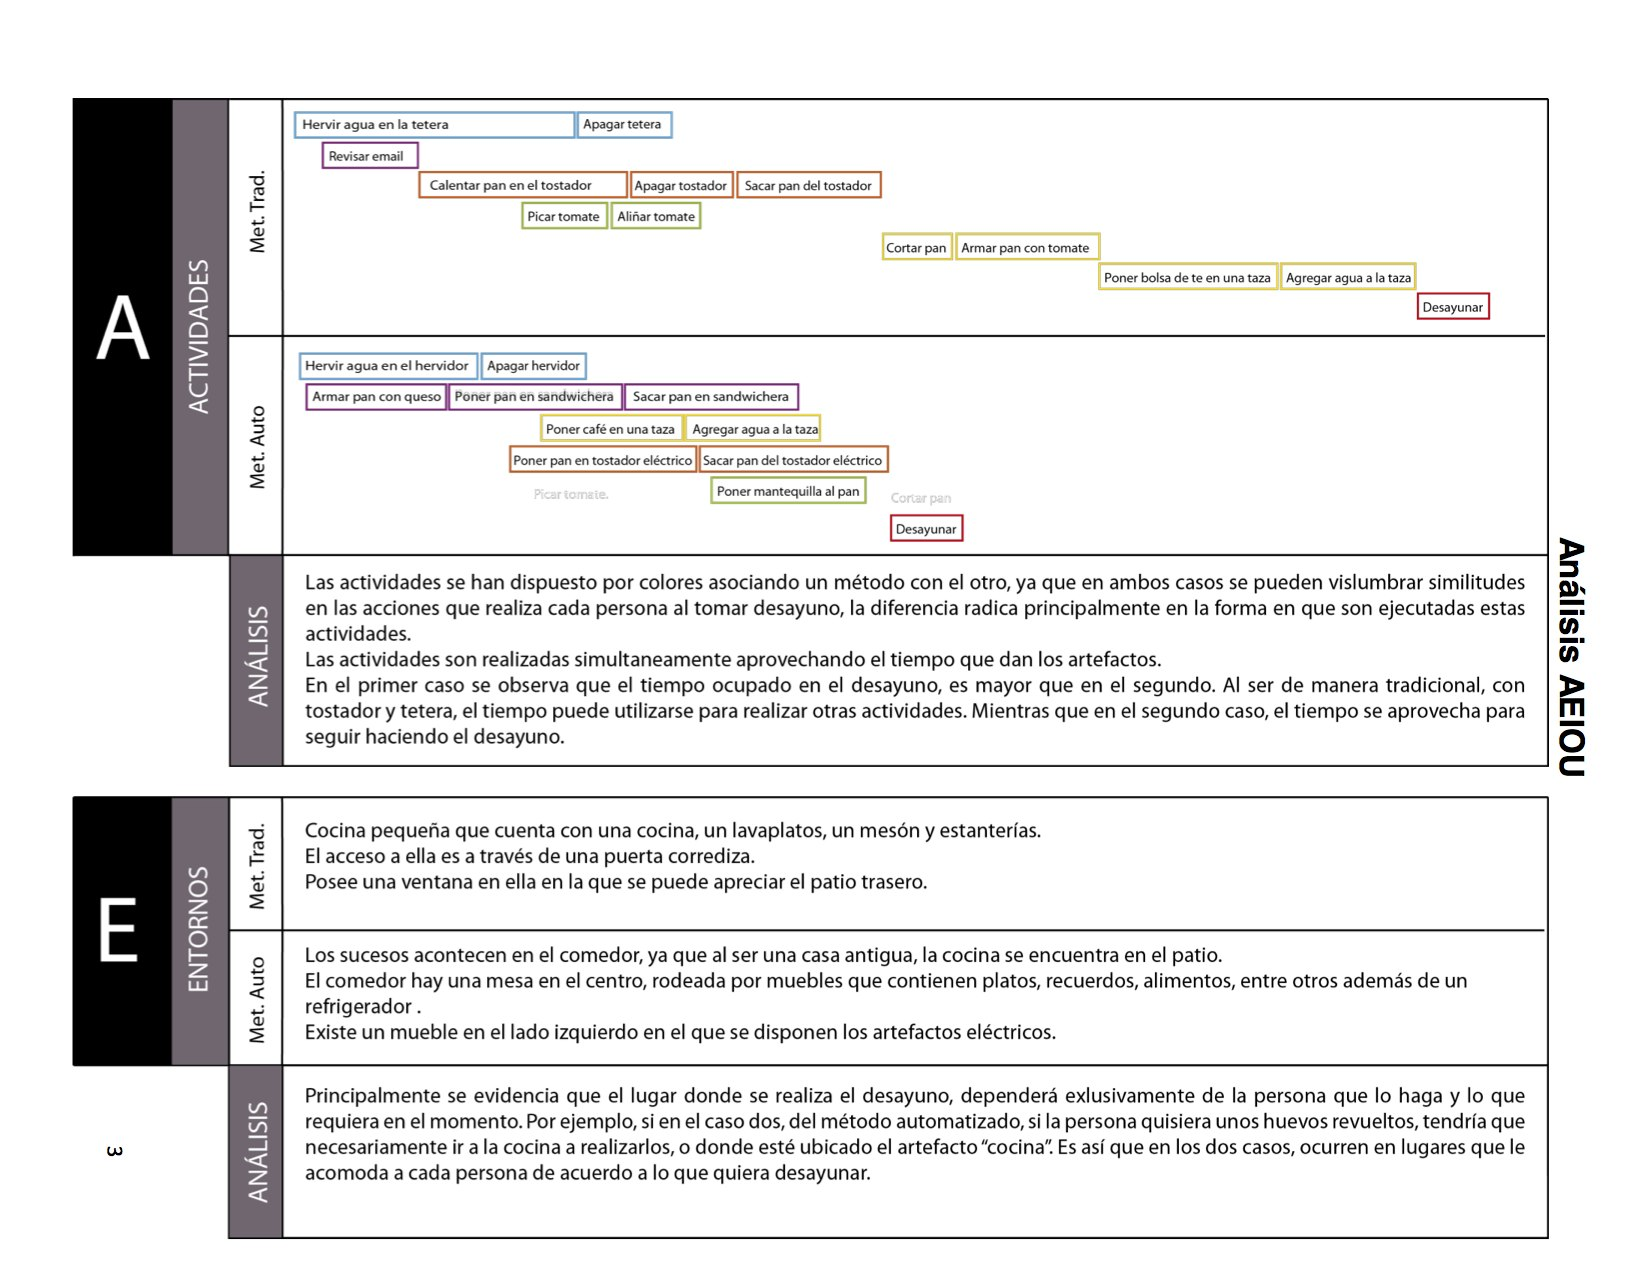 Análisis AEIOU
A
ACTIVIDADES
Met. Trad.
Hervir agua en la tetera Apagar tetera
Revisar email
Calentar pan en el tostador Apagar tostador Sacar pan del tostador
Picar tomate Aliñar tomate
Cortar pan Armar pan con tomate
Poner bolsa de te en una taza Agregar agua a la taza
Desayunar
Met. Auto
Hervir agua en el hervidor Apagar hervidor
Armar pan con queso Poner pan en sandwichera Sacar pan en sandwichera
Poner café en una taza Agregar agua a la taza
Poner pan en tostador eléctrico Sacar pan del tostador eléctrico
Picar tomate. Poner mantequilla al pan Cortar pan
Desayunar
ANÁLISIS
Las actividades se han dispuesto por colores asociando un método con el otro, ya que en ambos casos se pueden vislumbrar similitudes
en las acciones que realiza cada persona al tomar desayuno, la diferencia radica principalmente en la forma en que son ejecutadas estas
actividades.
Las actividades son realizadas simultaneamente aprovechando el tiempo que dan los artefactos.
En el primer caso se observa que el tiempo ocupado en el desayuno, es mayor que en el segundo. Al ser de manera tradicional, con
tostador y tetera, el tiempo puede utilizarse para realizar otras actividades. Mientras que en el segundo caso, el tiempo se aprovecha para
seguir haciendo el desayuno.
E
ENTORNOS
Met. Trad.
Cocina pequeña que cuenta con una cocina, un lavaplatos, un mesón y estanterías.
El acceso a ella es a través de una puerta corrediza.
Posee una ventana en ella en la que se puede apreciar el patio trasero.
Met. Auto
Los sucesos acontecen en el comedor, ya que al ser una casa antigua, la cocina se encuentra en el patio.
El comedor hay una mesa en el centro, rodeada por muebles que contienen platos, recuerdos, alimentos, entre otros además de un
refrigerador .
Existe un mueble en el lado izquierdo en el que se disponen los artefactos eléctricos.
ANÁLISIS
Principalmente se evidencia que el lugar donde se realiza el desayuno, dependerá exlusivamente de la persona que lo haga y lo que
requiera en el momento. Por ejemplo, si en el caso dos, del método automatizado, si la persona quisiera unos huevos revueltos, tendría que
necesariamente ir a la cocina a realizarlos, o donde esté ubicado el artefacto “cocina”. Es así que en los dos casos, ocurren en lugares que le
acomoda a cada persona de acuerdo a lo que quiera desayunar.
3